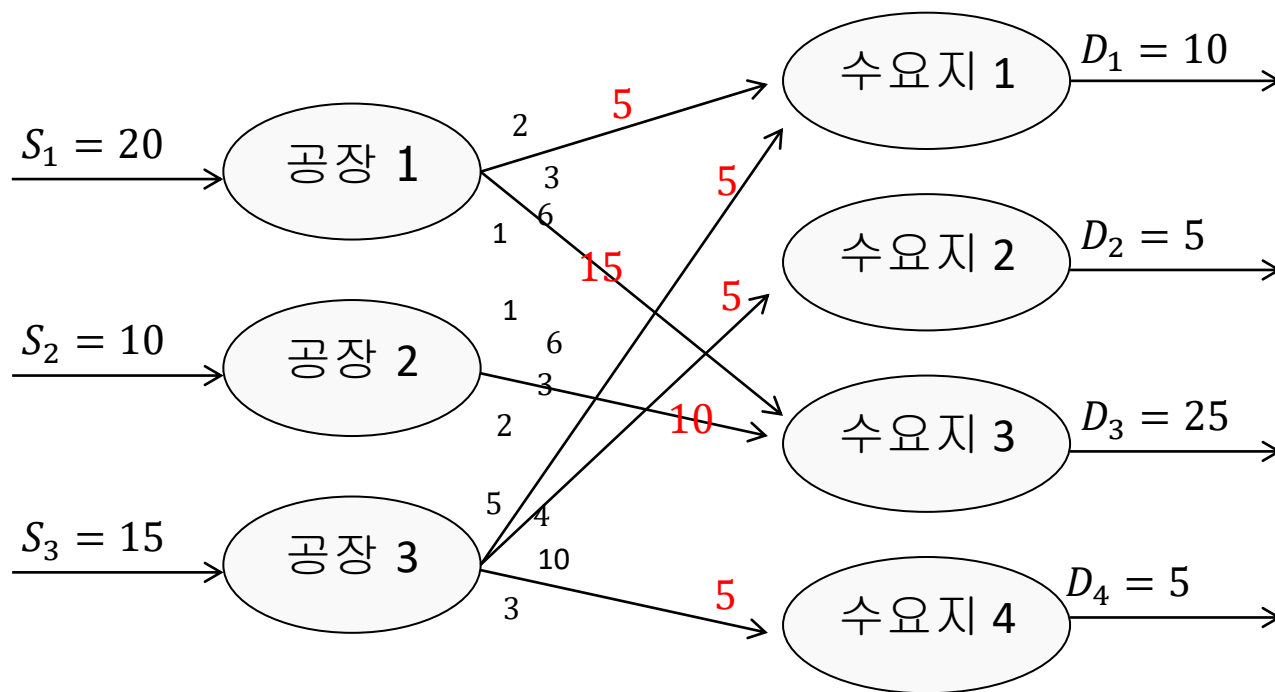 S₁ = 20
S₂ = 10
S₃ = 15
공장 1
공장 2
공장 3
2
3
6
1
1
6
3
2
5
4
10
3
5
15
5
5
10
5
수요지 1
수요지 2
수요지 3
수요지 4
D₁ = 10
D₂ = 5
D₃ = 25
D₄ = 5